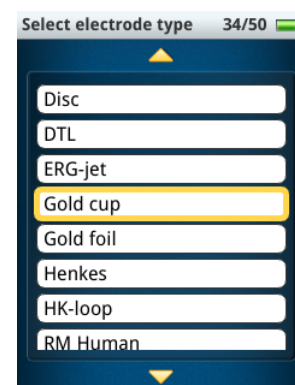 Select electrode type 34/50
Disc
DTL
ERG-jet
Gold cup
Gold foil
Henkes
HK-loop
RM Human